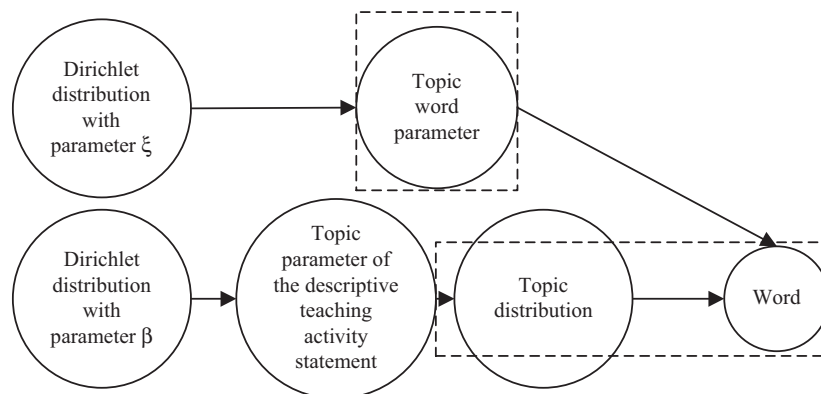 Dirichlet
distribution
with
parameter ξ
Topic
word
parameter
Dirichlet
distribution
with
parameter β
Topic
parameter of
the descriptive
teaching
activity
statement
Topic
distribution
Word